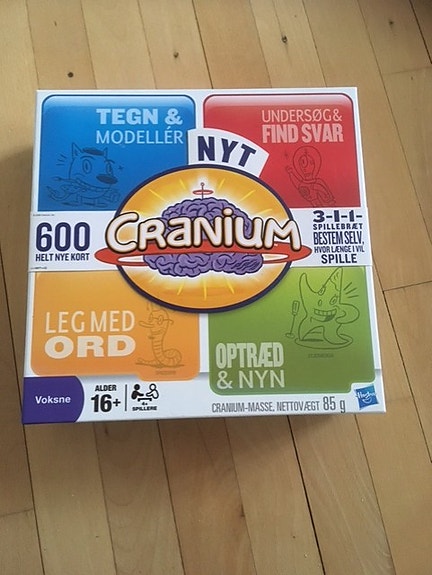 TEGN &
MODELLÉR
UNDERSØG &
FIND SVAR
NYT
CRANIUM
600
HELT NYE KORT
3-I-I-
SPILLEBRÆT
BESTEM SELV,
HVOR LÆNGE I VIL
SPILLE
LEG MED
ORD
OPTRÆD
& NYN
Voksne
ALDER
16+
4+
SPILLERE
CRANIUM-MASSE, NETTOVÆGT 85 g
Hasbro